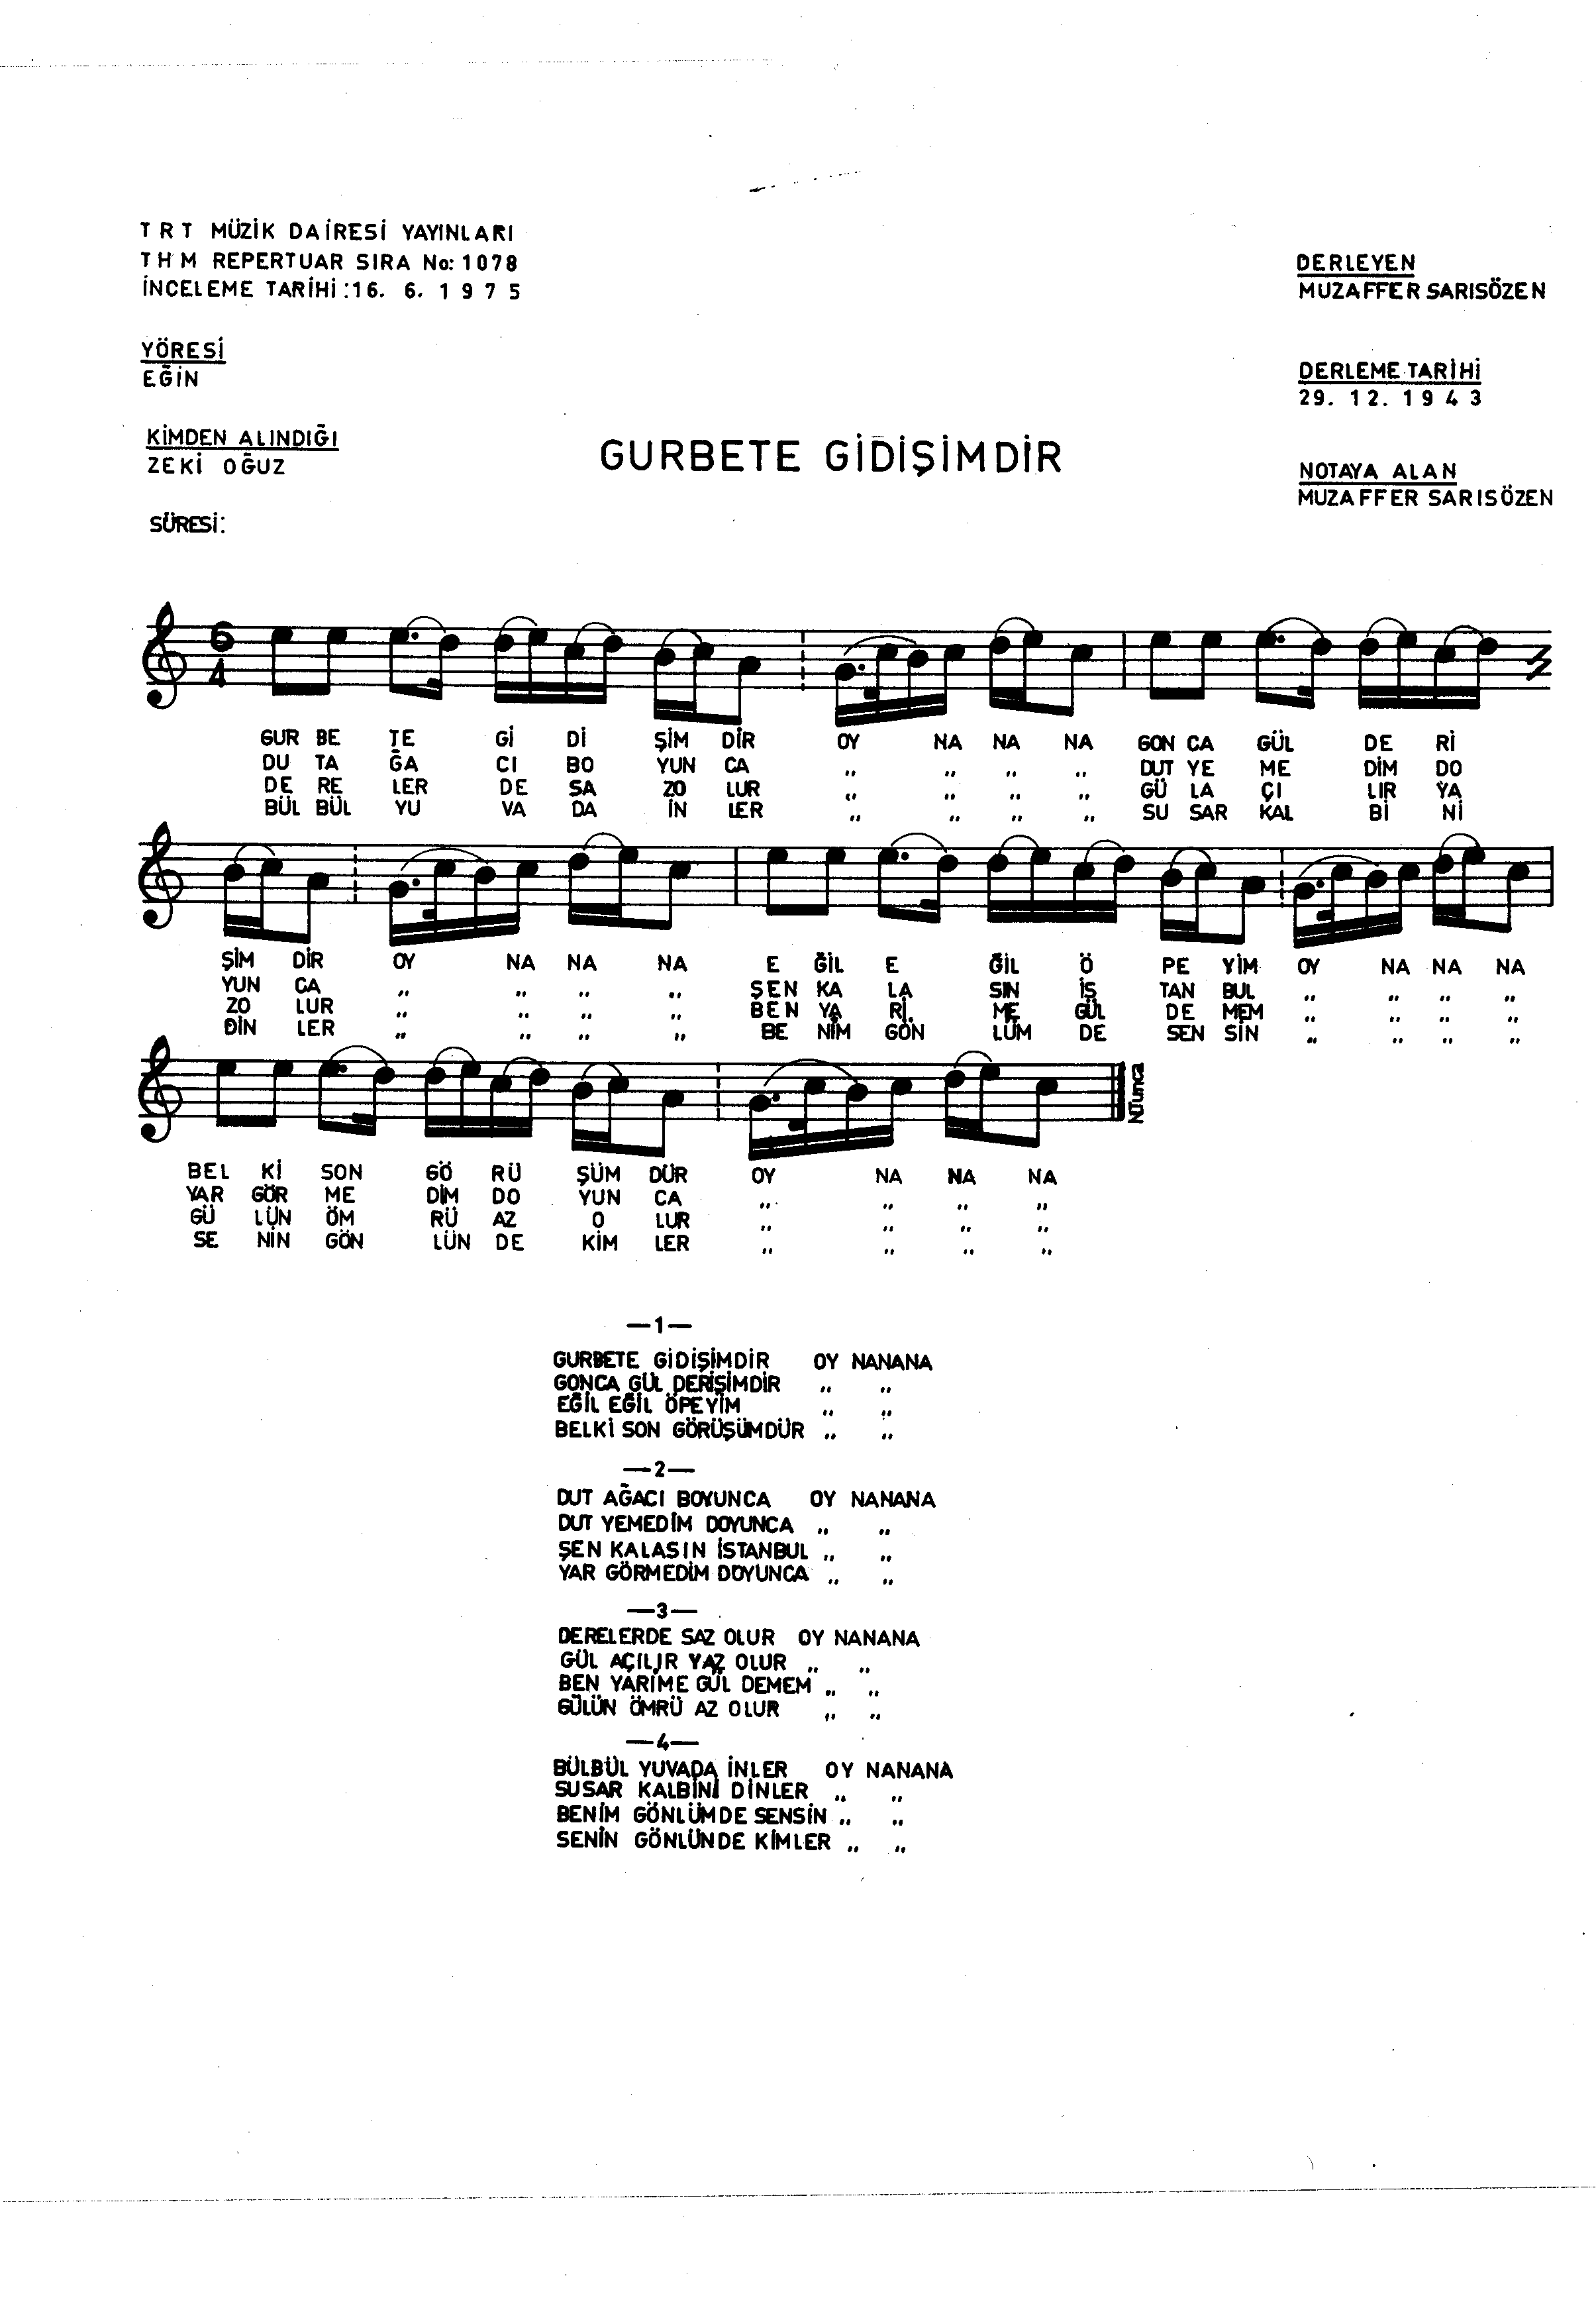 TRT MÜZİK DAİRESİ YAYINLARI
THM REPERTUAR SIRA No: 1078
İNCELEME TARİHİ : 16. 6. 1975
DERLEYEN
MUZAFFER SARISÖZEN
YÖRESİ
EĞİN
DERLEME TARİHİ
29. 12. 1943
KİMDEN ALINDIĞI
ZEKİ OĞUZ
GURBETE GİDİŞİMDİR
NOTAYA ALAN
MUZAFFER SARISÖZEN
SÜRESİ:
6
4
GUR BE TE Gİ Dİ ŞİM DİR OY NA NA NA GON CA GÜL DE Rİ
DU TA ĞA CI BO YUN CA ,, ,, ,, ,, DUT YE ME DİM DO
DE RE LER DE SA ZO LUR ,, ,, ,, ,, GÜ LA ÇI LIR YA
BÜL BÜL YU VA DA İN LER ,, ,, ,, ,, SU SAR KAL Bİ Nİ
ŞİM DİR OY NA NA NA E ĞİL E ĞİL Ö PE YİM OY NA NA NA
YUN CA ,, ,, ,, ,, ŞEN KA LA SIN İS TAN BUL ,, ,, ,, ,,
ZO LUR ,, ,, ,, ,, BEN YA Rİ ME GÜL DE MEM ,, ,, ,, ,,
DİN LER ,, ,, ,, ,, BE NİM GÖN LÜM DE SEN SİN ,, ,, ,, ,,
NTunca
BEL Kİ SON GÖ RÜ ŞÜM DÜR OY NA NA NA
YAR GÖR ME DİM DO YUN CA ,, ,, ,, ,,
GÜ LÜN ÖM RÜ AZ O LUR ,, ,, ,, ,,
SE NİN GÖN LÜN DE KİM LER ,, ,, ,, ,,
—1—
GURBETE GİDİŞİMDİR OY NANANA
GONCA GÜL DERİŞİMDİR ,, ,,
EĞİL EĞİL ÖPEYİM ,, ,,
BELKİ SON GÖRÜŞÜMDÜR ,, ,,
—2—
DUT AĞACI BOYUNCA OY NANANA
DUT YEMEDİM DOYUNCA ,, ,,
ŞEN KALASIN İSTANBUL ,, ,,
YAR GÖRMEDİM DOYUNCA ,, ,,
—3—
DERELERDE SAZ OLUR OY NANANA
GÜL AÇILIR YAZ OLUR ,, ,,
BEN YARİME GÜL DEMEM ,, ,,
GÜLÜN ÖMRÜ AZ OLUR ,, ,,
—4—
BÜLBÜL YUVADA İNLER OY NANANA
SUSAR KALBİNİ DİNLER ,, ,,
BENİM GÖNLÜMDE SENSİN ,, ,,
SENİN GÖNLÜNDE KİMLER ,, ,,